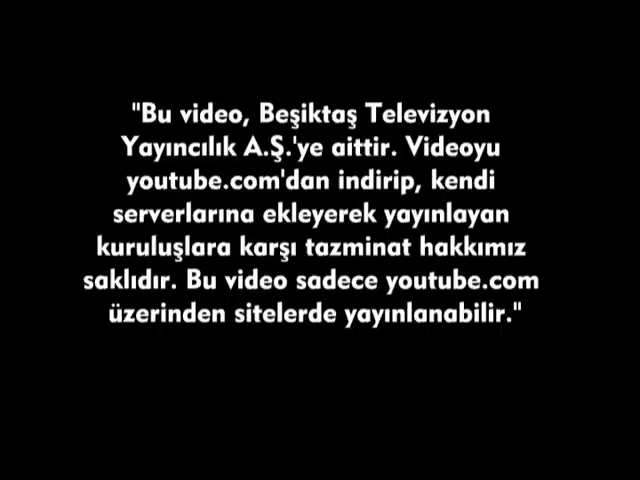 "Bu video, Beşiktaş Televizyon
Yayıncılık A.Ş.'ye aittir. Videoyu
youtube.com'dan indirip, kendi
serverlarına ekleyerek yayınlayan
kuruluşlara karşı tazminat hakkımız
saklıdır. Bu video sadece youtube.com
üzerinden sitelerde yayınlanabilir."